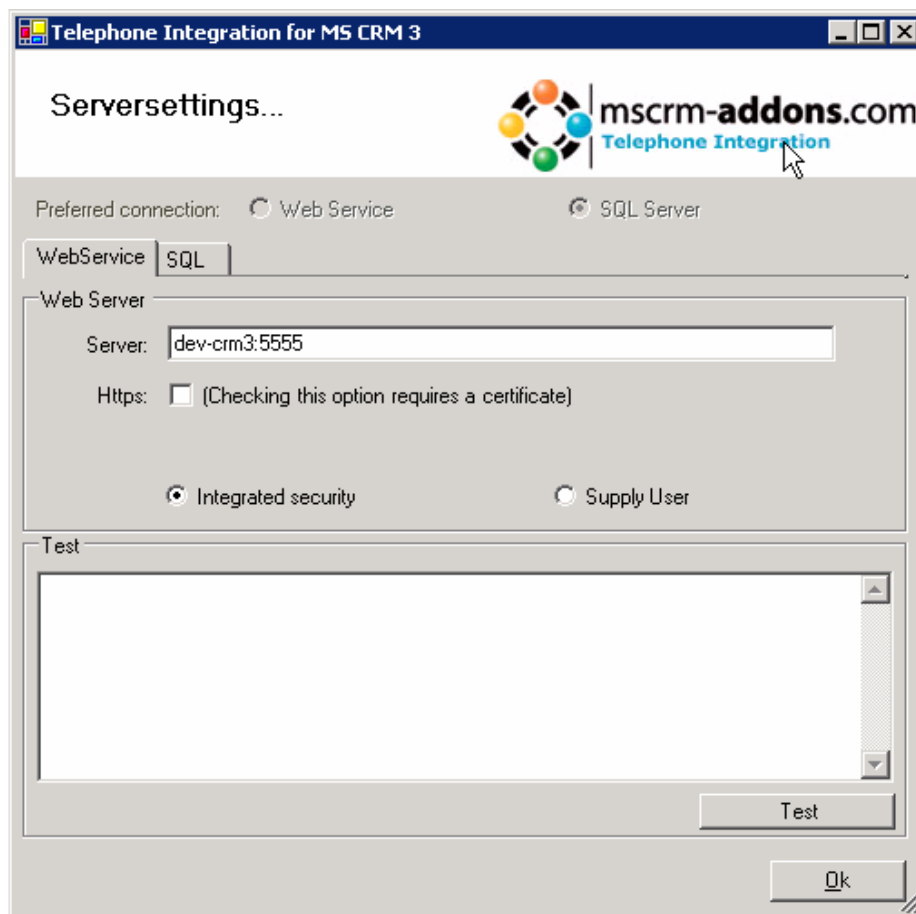 Telephone Integration for MS CRM 3
Serversettings...
mscrm-addons.com
Telephone Integration
Preferred connection: Web Service SQL Server
WebService SQL
Web Server
Server: dev-crm3:5555
Https: (Checking this option requires a certificate)
Integrated security Supply User
Test
Test
Ok